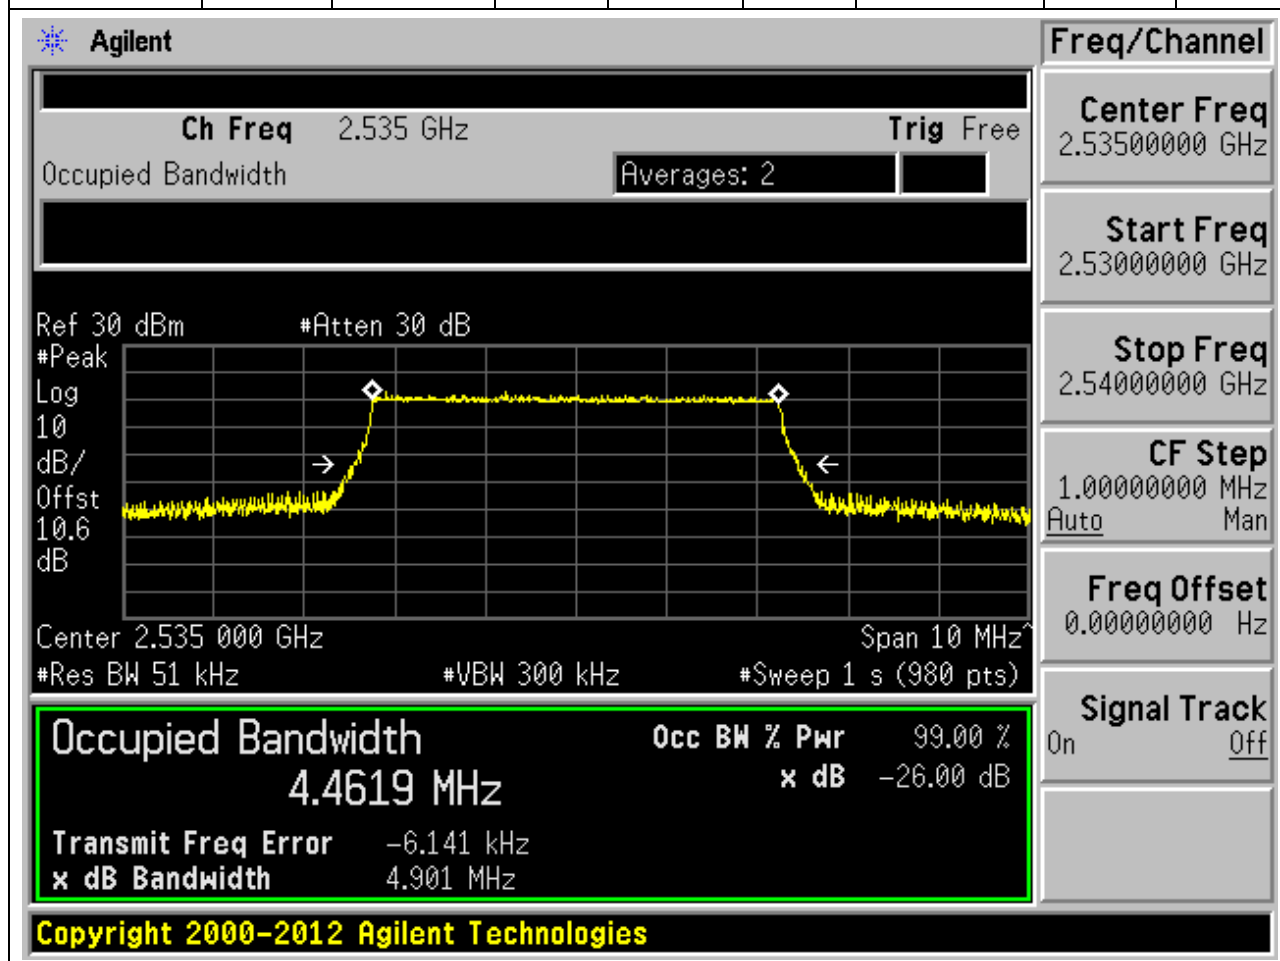 Agilent
Freq/Channel
Ch Freq 2.535 GHz Trig Free
Occupied Bandwidth Averages: 2
Center Freq
2.53500000 GHz
Start Freq
2.53000000 GHz
Stop Freq
2.54000000 GHz
CF Step
1.00000000 MHz
Auto Man
Freq Offset
0.00000000 Hz
Signal Track
On Off
Ref 30 dBm #Atten 30 dB
#Peak
Log
10
dB/
Offst
10.6
dB
Center 2.535 000 GHz Span 10 MHz^
#Res BW 51 kHz #VBW 300 kHz #Sweep 1 s (980 pts)
Occupied Bandwidth Occ BW % Pwr 99.00 %
4.4619 MHz x dB -26.00 dB
Transmit Freq Error -6.141 kHz
x dB Bandwidth 4.901 MHz
Copyright 2000-2012 Agilent Technologies